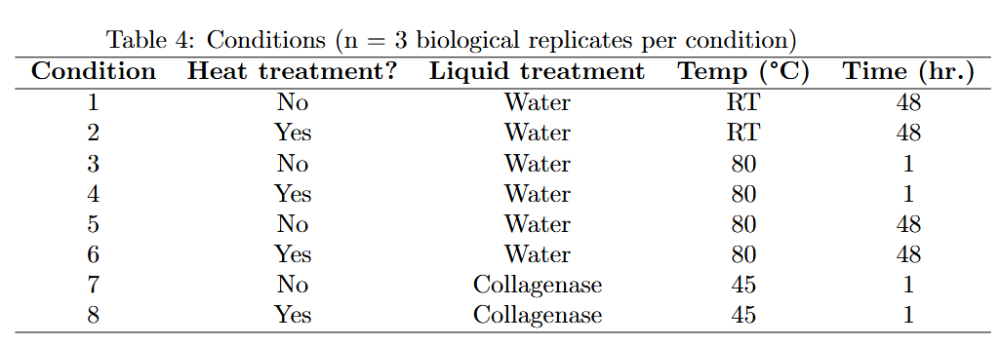 Table 4: Conditions (n = 3 biological replicates per condition)
Condition Heat treatment? Liquid treatment Temp (°C) Time (hr.)
1 No Water RT 48
2 Yes Water RT 48
3 No Water 80 1
4 Yes Water 80 1
5 No Water 80 48
6 Yes Water 80 48
7 No Collagenase 45 1
8 Yes Collagenase 45 1